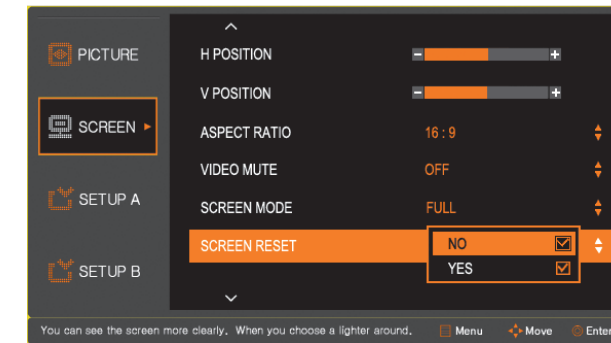 PICTURE
SCREEN
SETUP A
SETUP B
H POSITION
V POSITION
ASPECT RATIO 16 : 9
VIDEO MUTE OFF
SCREEN MODE FULL
SCREEN RESET NO
YES
You can see the screen more clearly. When you choose a lighter around. Menu Move Enter